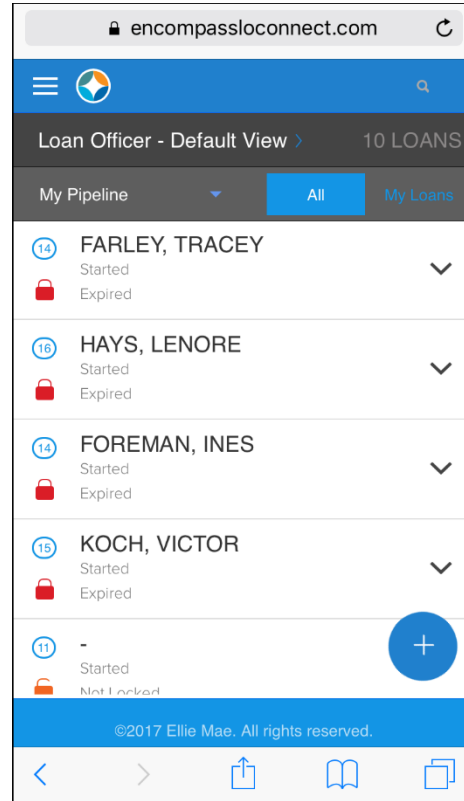 encompassloconnect.com
Loan Officer - Default View > 10 LOANS
My Pipeline All My Loans
14 FARLEY, TRACEY
Started
Expired
16 HAYS, LENORE
Started
Expired
14 FOREMAN, INES
Started
Expired
15 KOCH, VICTOR
Started
Expired
11 -
Started
Not Locked
©2017 Ellie Mae. All rights reserved.